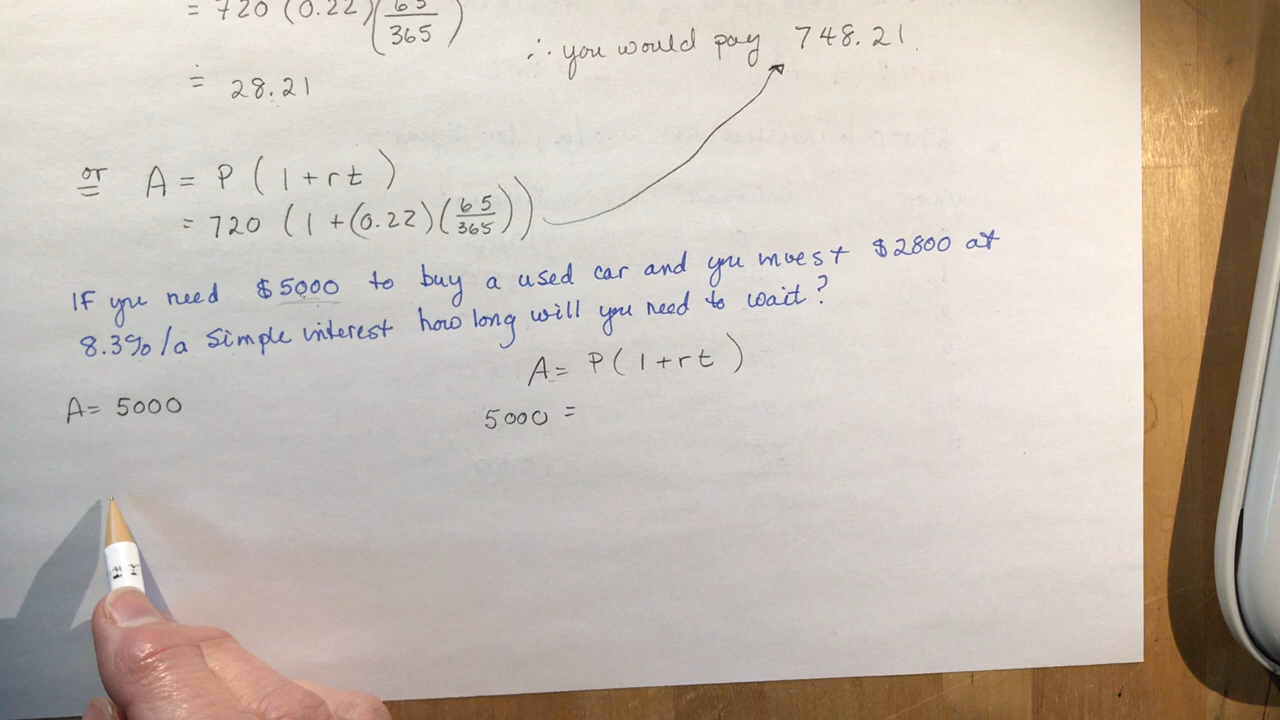 = 720 (0.22)(65/365)
∴ you would pay 748.21.
≐ 28.21
or A = P(1+rt)
= 720 (1+(0.22)(65/365))
IF you need $5000 to buy a used car and you invest $2800 at
8.3%/a simple interest how long will you need to wait?
A = P(1+rt)
A= 5000
5000 =